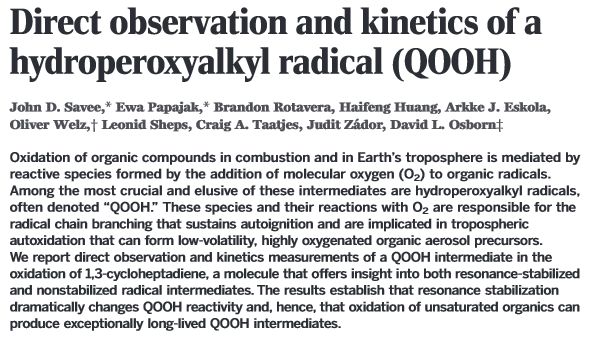 Direct observation and kinetics of a
hydroperoxyalkyl radical (QOOH)
John D. Savee,* Ewa Papajak,* Brandon Rotavera, Haifeng Huang, Arkke J. Eskola,
Oliver Welz,† Leonid Sheps, Craig A. Taatjes, Judit Zádor, David L. Osborn‡
Oxidation of organic compounds in combustion and in Earth's troposphere is mediated by
reactive species formed by the addition of molecular oxygen (O₂) to organic radicals.
Among the most crucial and elusive of these intermediates are hydroperoxyalkyl radicals,
often denoted “QOOH.” These species and their reactions with O₂ are responsible for the
radical chain branching that sustains autoignition and are implicated in tropospheric
autoxidation that can form low-volatility, highly oxygenated organic aerosol precursors.
We report direct observation and kinetics measurements of a QOOH intermediate in the
oxidation of 1,3-cycloheptadiene, a molecule that offers insight into both resonance-stabilized
and nonstabilized radical intermediates. The results establish that resonance stabilization
dramatically changes QOOH reactivity and, hence, that oxidation of unsaturated organics can
produce exceptionally long-lived QOOH intermediates.